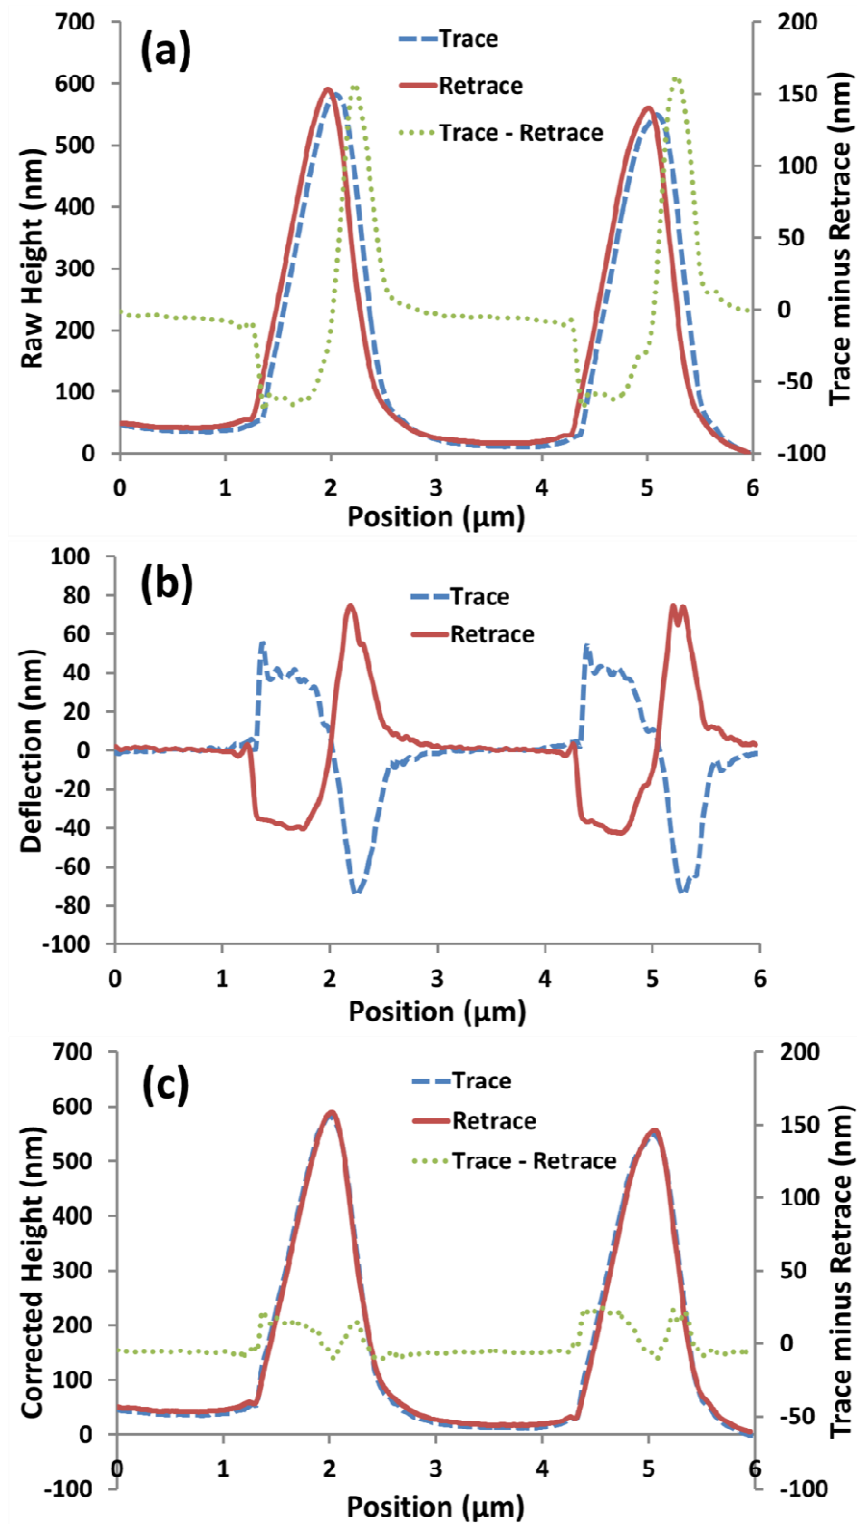 (a)
Trace
Retrace
Trace - Retrace
Raw Height (nm)
700
600
500
400
300
200
100
0
200
150
100
50
0
-50
-100
Trace minus Retrace (nm)
0 1 2 3 4 5 6
Position (µm)
(b)
Trace
Retrace
Deflection (nm)
100
80
60
40
20
0
-20
-40
-60
-80
-100
0 1 2 3 4 5 6
Position (µm)
(c)
Trace
Retrace
Trace - Retrace
Corrected Height (nm)
700
600
500
400
300
200
100
0
-100
200
150
100
50
0
-50
-100
Trace minus Retrace (nm)
0 1 2 3 4 5 6
Position (µm)